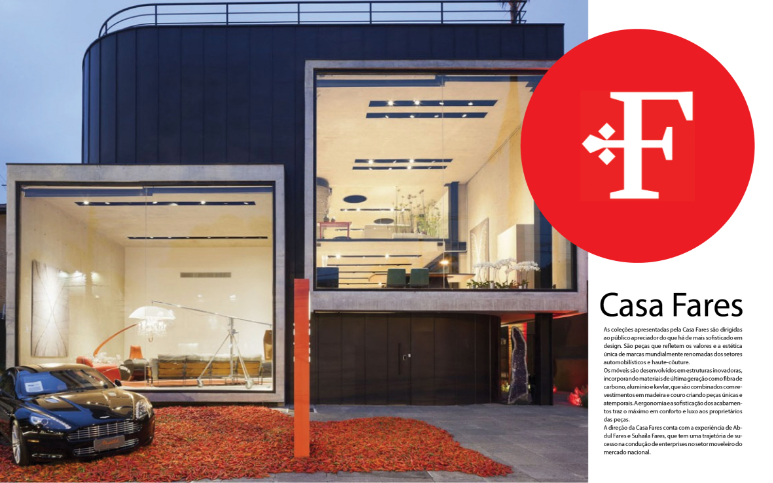 F
Casa Fares
As coleções apresentadas pela Casa Fares são dirigidas
ao público apreciador do que há de mais sofisticado em
design. São peças que refletem os valores e a estética
única de marcas mundialmente renomadas dos setores
automobilísticos e haute-côuture.
Os móveis são desenvolvidos em estruturas inovadoras,
incorporando materiais de última geração como fibra de
carbono, alumínio e kevlar, que são combinados com re-
vestimentos em madeira e couro criando peças únicas e
atemporais. A ergonomia e a sofisticação dos acabamen-
tos traz o máximo em conforto e luxo aos proprietários
das peças.
A direção da Casa Fares conta com a experiência de Ab-
dul Fares e Suhaila Fares, que tem uma trajetória de su-
cesso na condução de enterprises no setor moveleiro do
mercado nacional.